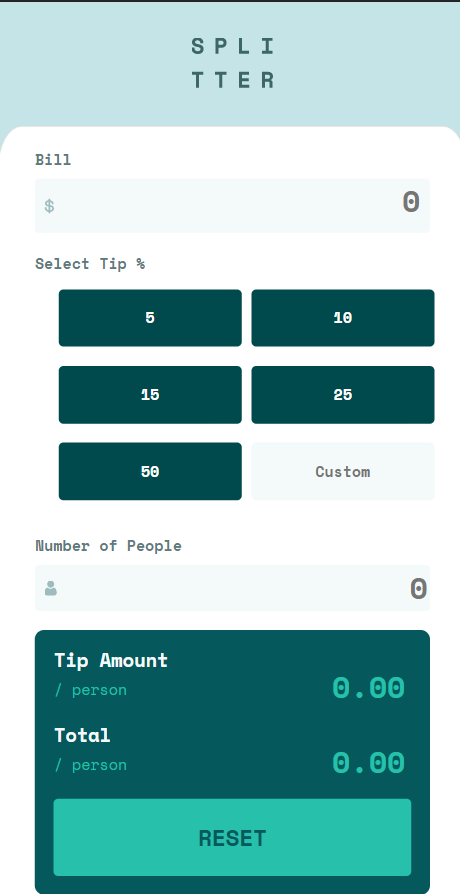 SPLI
TTER
Bill
$ 0
Select Tip %
5 10
15 25
50 Custom
Number of People
0
Tip Amount
/ person 0.00
Total
/ person 0.00
RESET